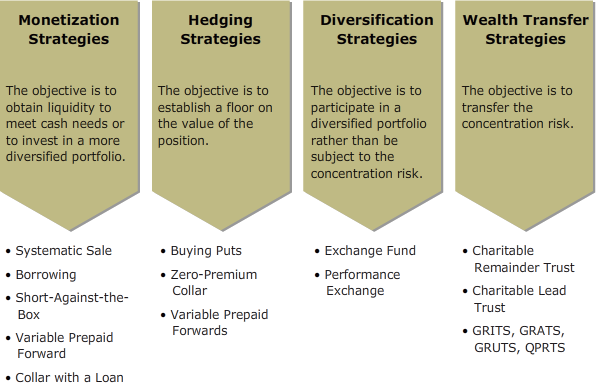 Monetization
Strategies
The objective is to
obtain liquidity to
meet cash needs or
to invest in a more
diversified portfolio.
• Systematic Sale
• Borrowing
• Short-Against-the-
Box
• Variable Prepaid
Forward
• Collar with a Loan
Hedging
Strategies
The objective is to
establish a floor on
the value of the
position.
• Buying Puts
• Zero-Premium
Collar
• Variable Prepaid
Forwards
Diversification
Strategies
The objective is to
participate in a
diversified portfolio
rather than be
subject to the
concentration risk.
• Exchange Fund
• Performance
Exchange
Wealth Transfer
Strategies
The objective is to
transfer the
concentration risk.
• Charitable
Remainder Trust
• Charitable Lead
Trust
• GRITS, GRATS,
GRUTS, QPRTS